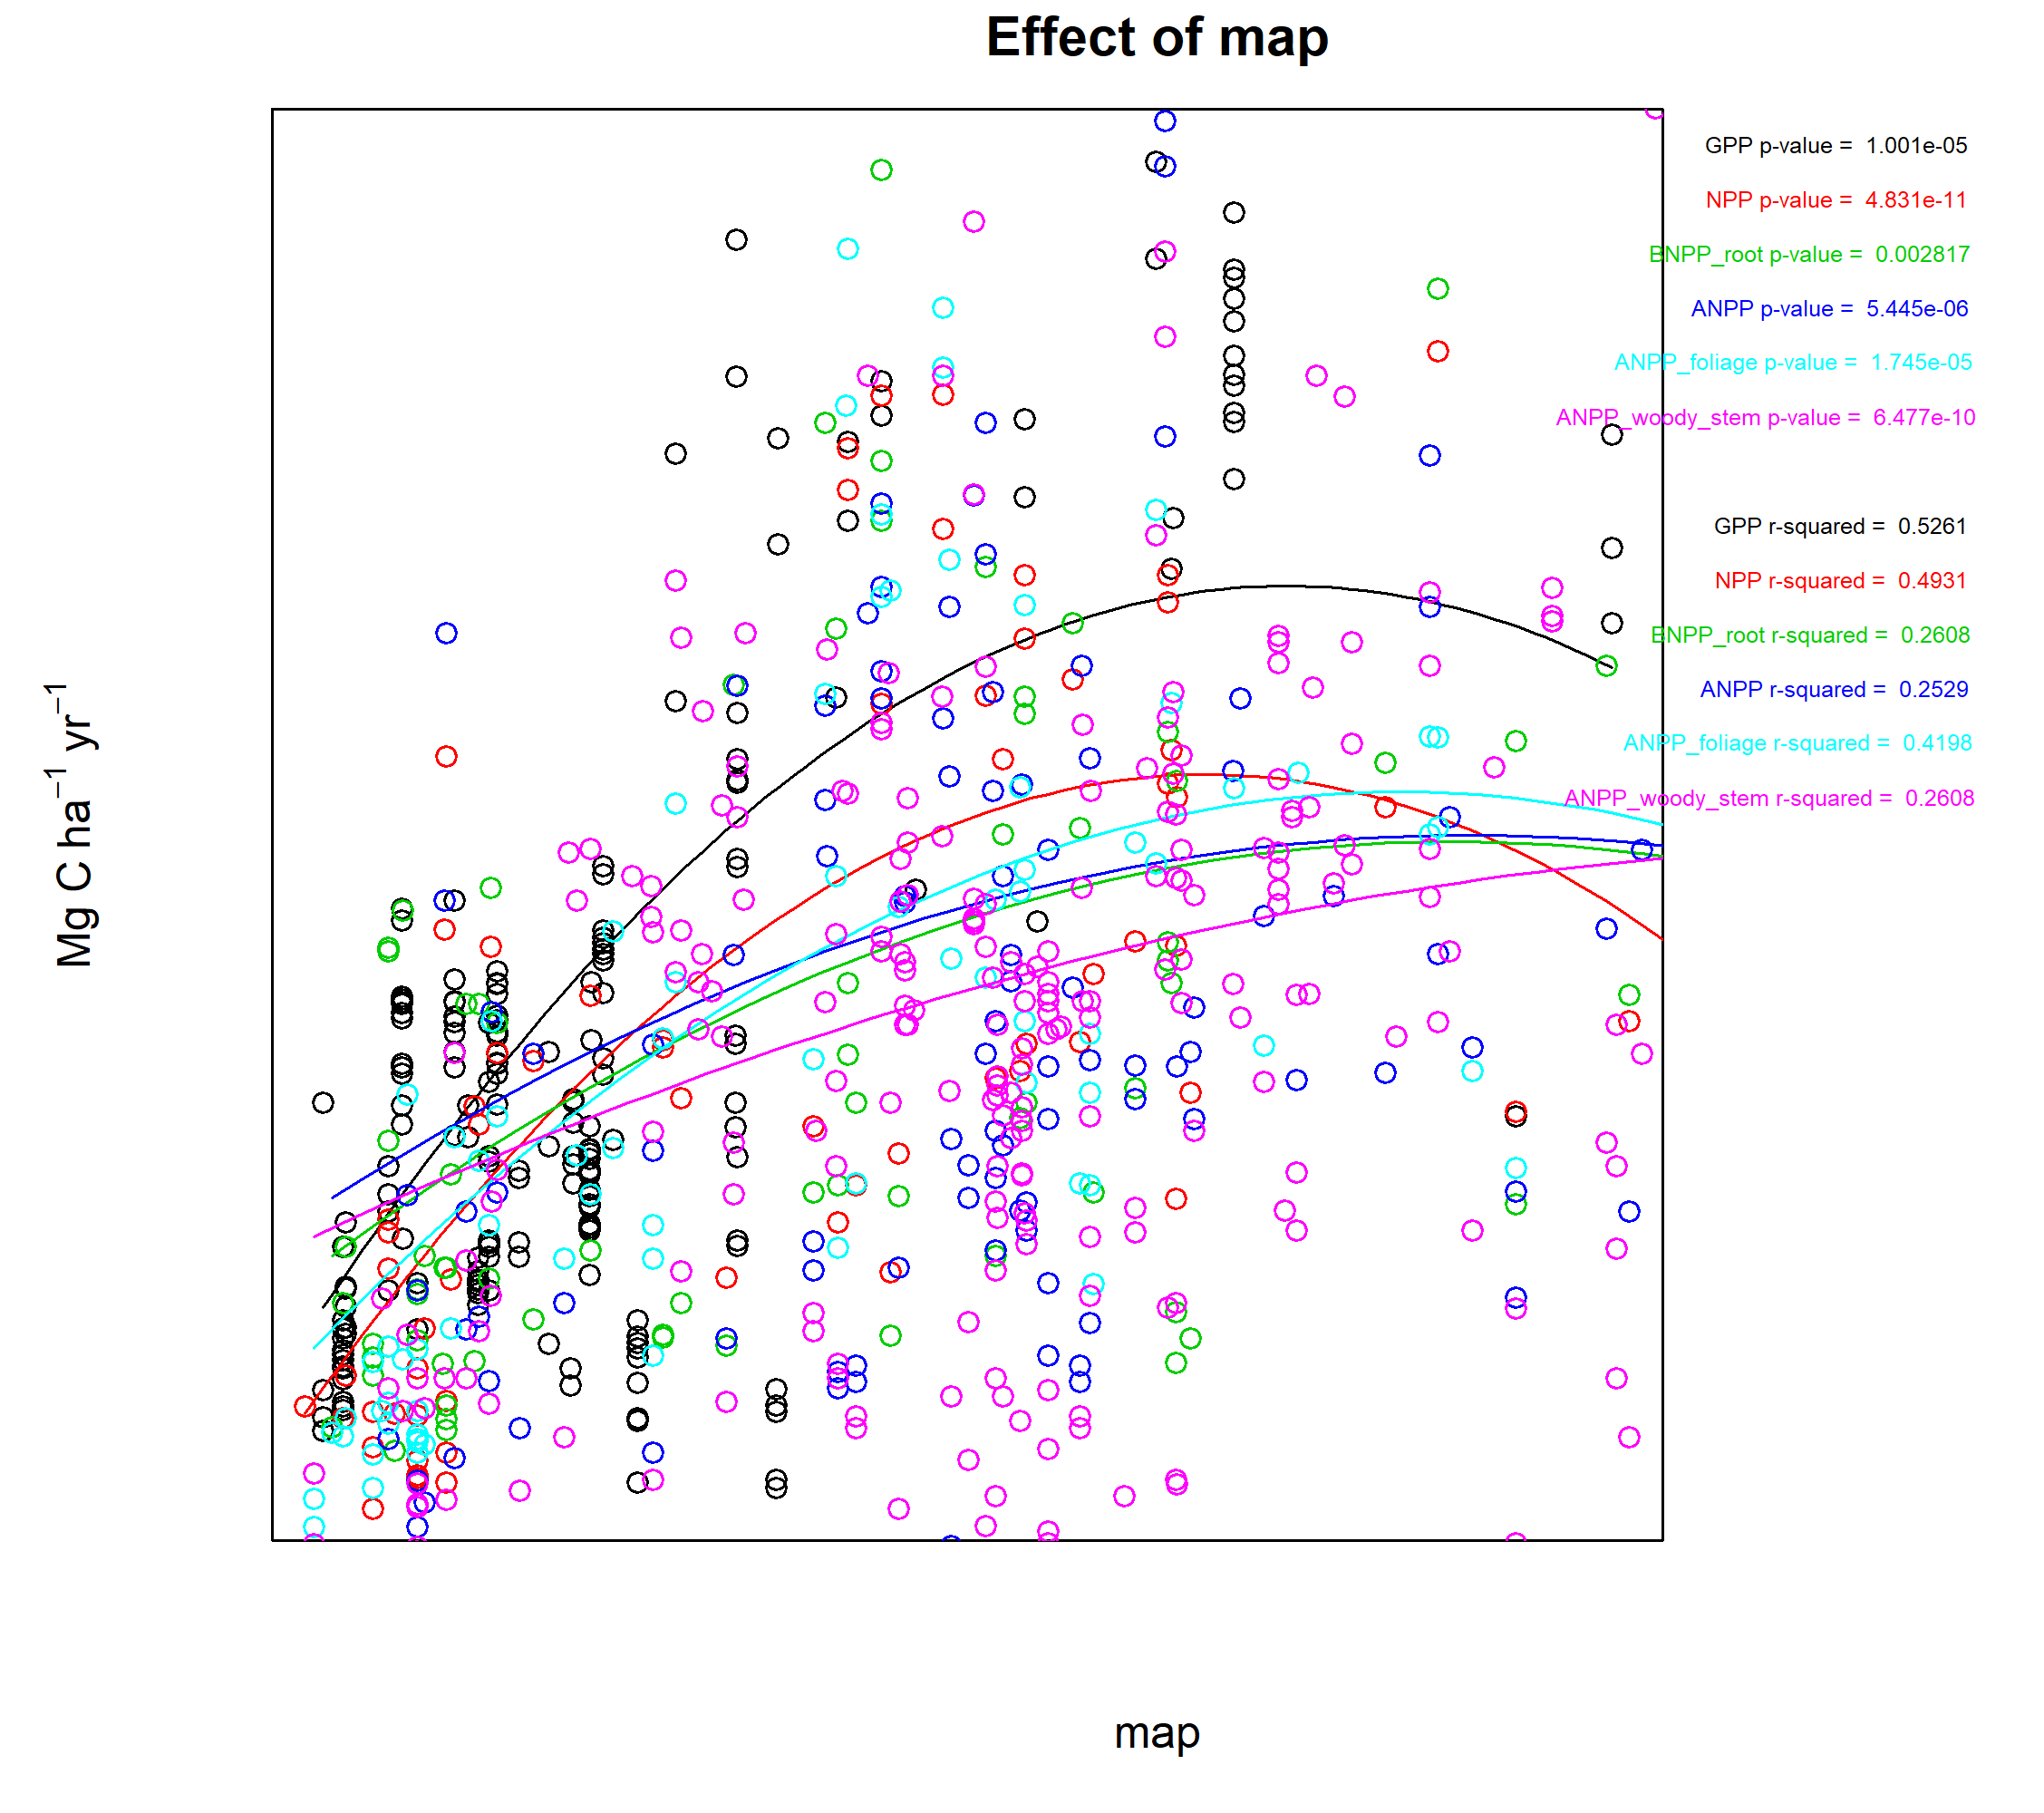 Effect of map
GPP p-value = 1.001e-05
NPP p-value = 4.831e-11
BNPP_root p-value = 0.002817
ANPP p-value = 5.445e-06
ANPP_foliage p-value = 1.745e-05
ANPP_woody_stem p-value = 6.477e-10
GPP r-squared = 0.5261
NPP r-squared = 0.4931
BNPP_root r-squared = 0.2608
ANPP r-squared = 0.2529
ANPP_foliage r-squared = 0.4198
ANPP_woody_stem r-squared = 0.2608
Mg C ha⁻¹ yr⁻¹
map